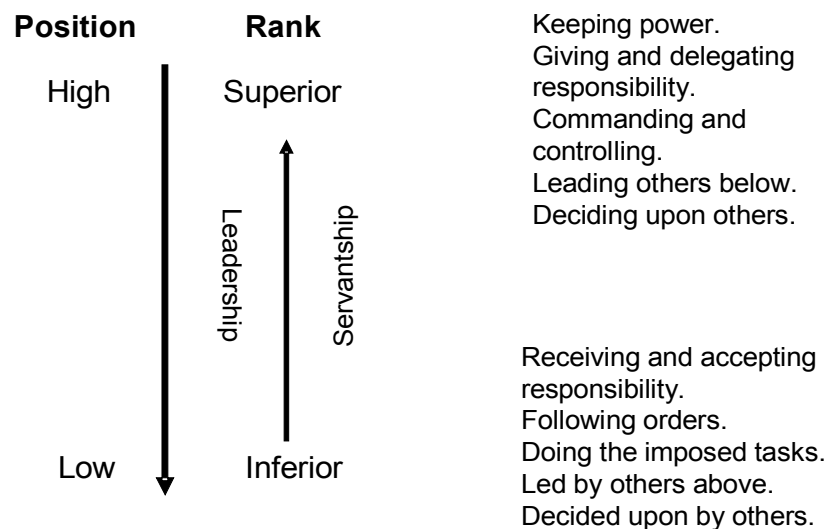 Position
Rank
High
Superior
Leadership
Servantship
Low
Inferior
Keeping power.
Giving and delegating
responsibility.
Commanding and
controlling.
Leading others below.
Deciding upon others.
Receiving and accepting
responsibility.
Following orders.
Doing the imposed tasks.
Led by others above.
Decided upon by others.